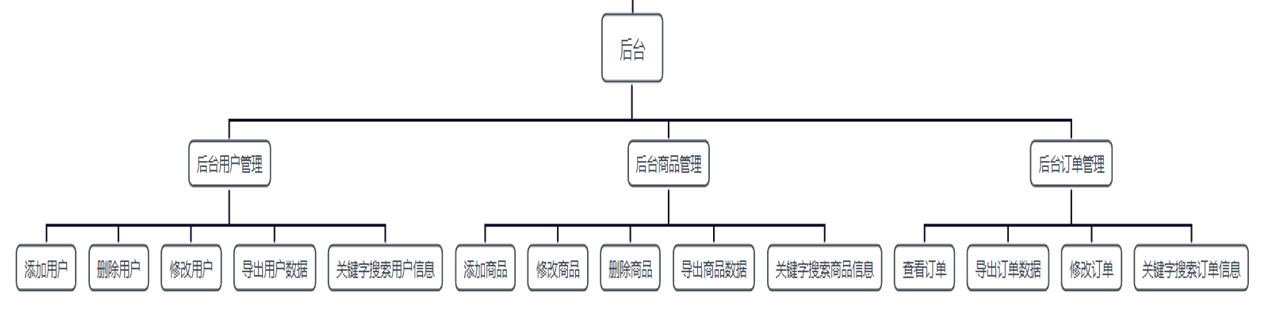 后台
后台用户管理
后台商品管理
后台订单管理
添加用户
删除用户
修改用户
导出用户数据
关键字搜索用户信息
添加商品
修改商品
删除商品
导出商品数据
关键字搜索商品信息
查看订单
导出订单数据
修改订单
关键字搜索订单信息